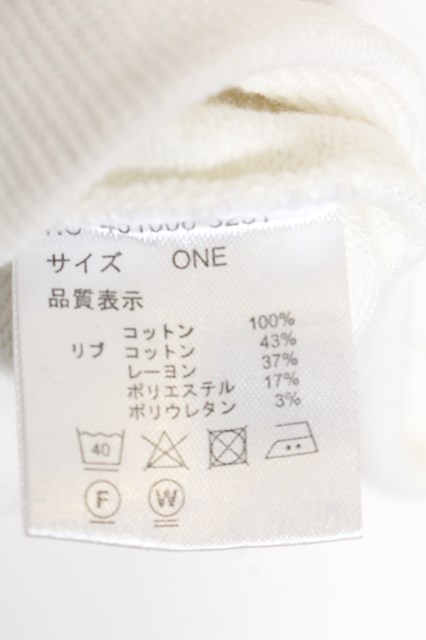 サイズ ONE
品質表示
コットン 100%
リブ コットン 43%
レーヨン 37%
ポリエステル 17%
ポリウレタン 3%
40
F W